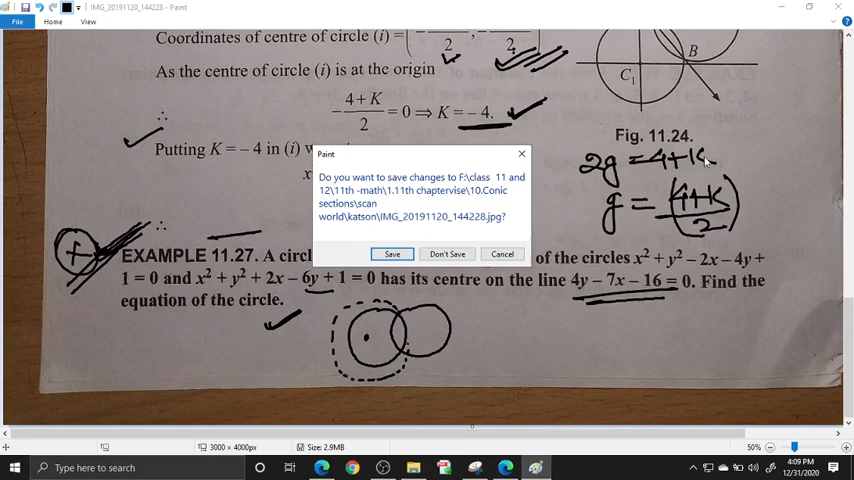 IMG_20191120_144228 - Paint
File
Home
View
Coordinates of centre of circle (i) =
2
2
As the centre of circle (i) is at the origin
∴
- 4 + K / 2 = 0 ⇒ K = – 4.
Putting K = – 4 in (i) w
x
∴
B
C1
Fig. 11.24.
2g = 4+K
g = (4+K / 2)
Paint
Do you want to save changes to F:\class 11 and
12\11th -math\1.11th chaptervise\10.Conic
sections\scan
world\katson\IMG_20191120_144228.jpg?
Save
Don't Save
Cancel
EXAMPLE 11.27. A circ
of the circles x² + y² – 2x – 4y +
1 = 0 and x² + y² + 2x – 6y + 1 = 0 has its centre on the line 4y – 7x – 16 = 0. Find the
equation of the circle.
3000 × 4000px
Size: 2.9MB
50%
Type here to search
4:09 PM
12/31/2020